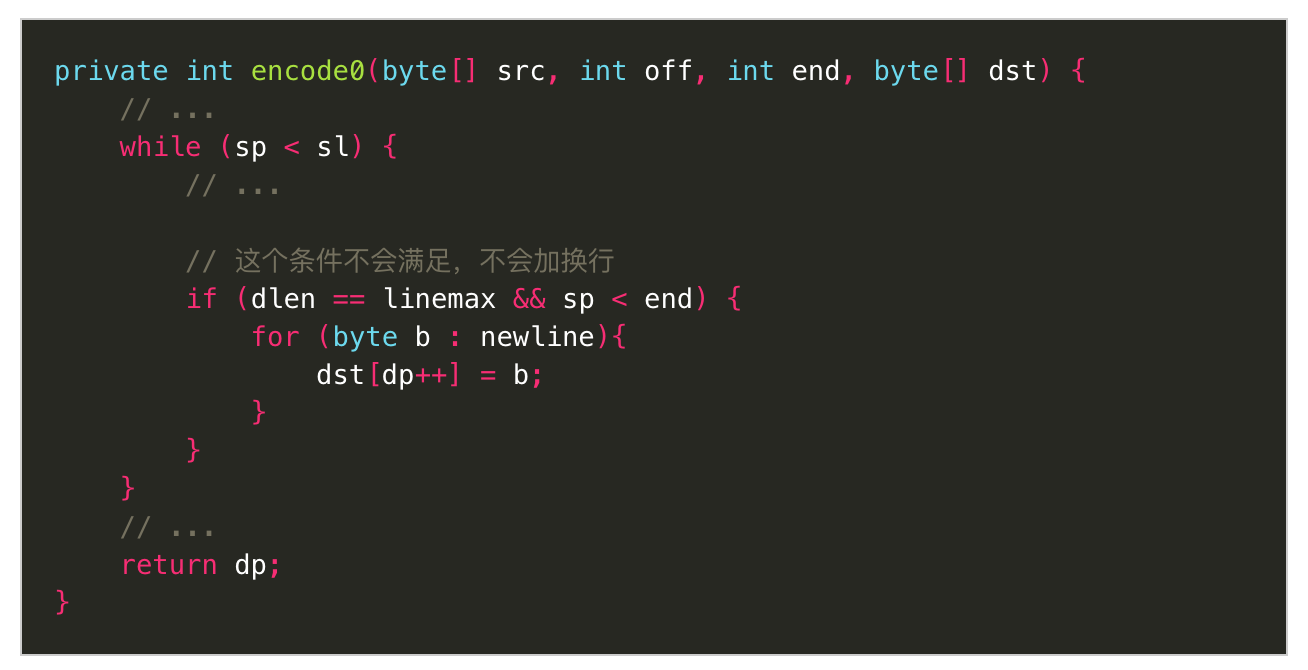 private int encode0(byte[] src, int off, int end, byte[] dst) {
    // ...
    while (sp < sl) {
        // ...

        // 这个条件不会满足，不会加换行
        if (dlen == linemax && sp < end) {
            for (byte b : newline){
                dst[dp++] = b;
            }
        }
    }
    // ...
    return dp;
}